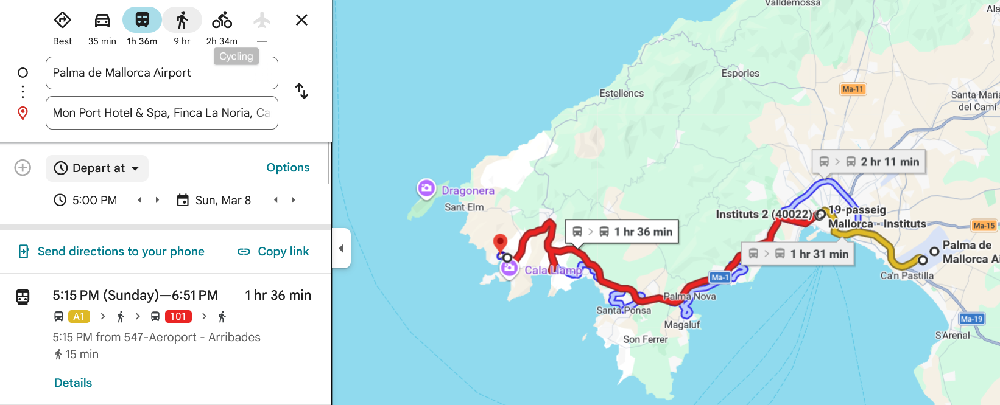 Best
35 min
1h 36m
9 hr
2h 34m
—
Cycling
Palma de Mallorca Airport
Mon Port Hotel & Spa, Finca La Noria, Ca
Depart at
Options
5:00 PM
Sun, Mar 8
Send directions to your phone
Copy link
5:15 PM (Sunday)—6:51 PM
1 hr 36 min
A1
101
5:15 PM from 547-Aeroport - Arribades
15 min
Details
Valldemossa
Ala
Esporles
Ma-11
Estellencs
Santa Maria
del Camí
2 hr 11 min
Dragonera
Sant Elm
Instituts 2 (40022)
19-passeig
Mallorca - Instituts
1 hr 36 min
Ma-15
1 hr 31 min
Palma de
Mallorca Ai
Cala Llamp
Ma-1
Ca'n Pastilla
Palma Nova
Santa Ponsa
Magaluf
Ma-19
Son Ferrer
S'Arenal